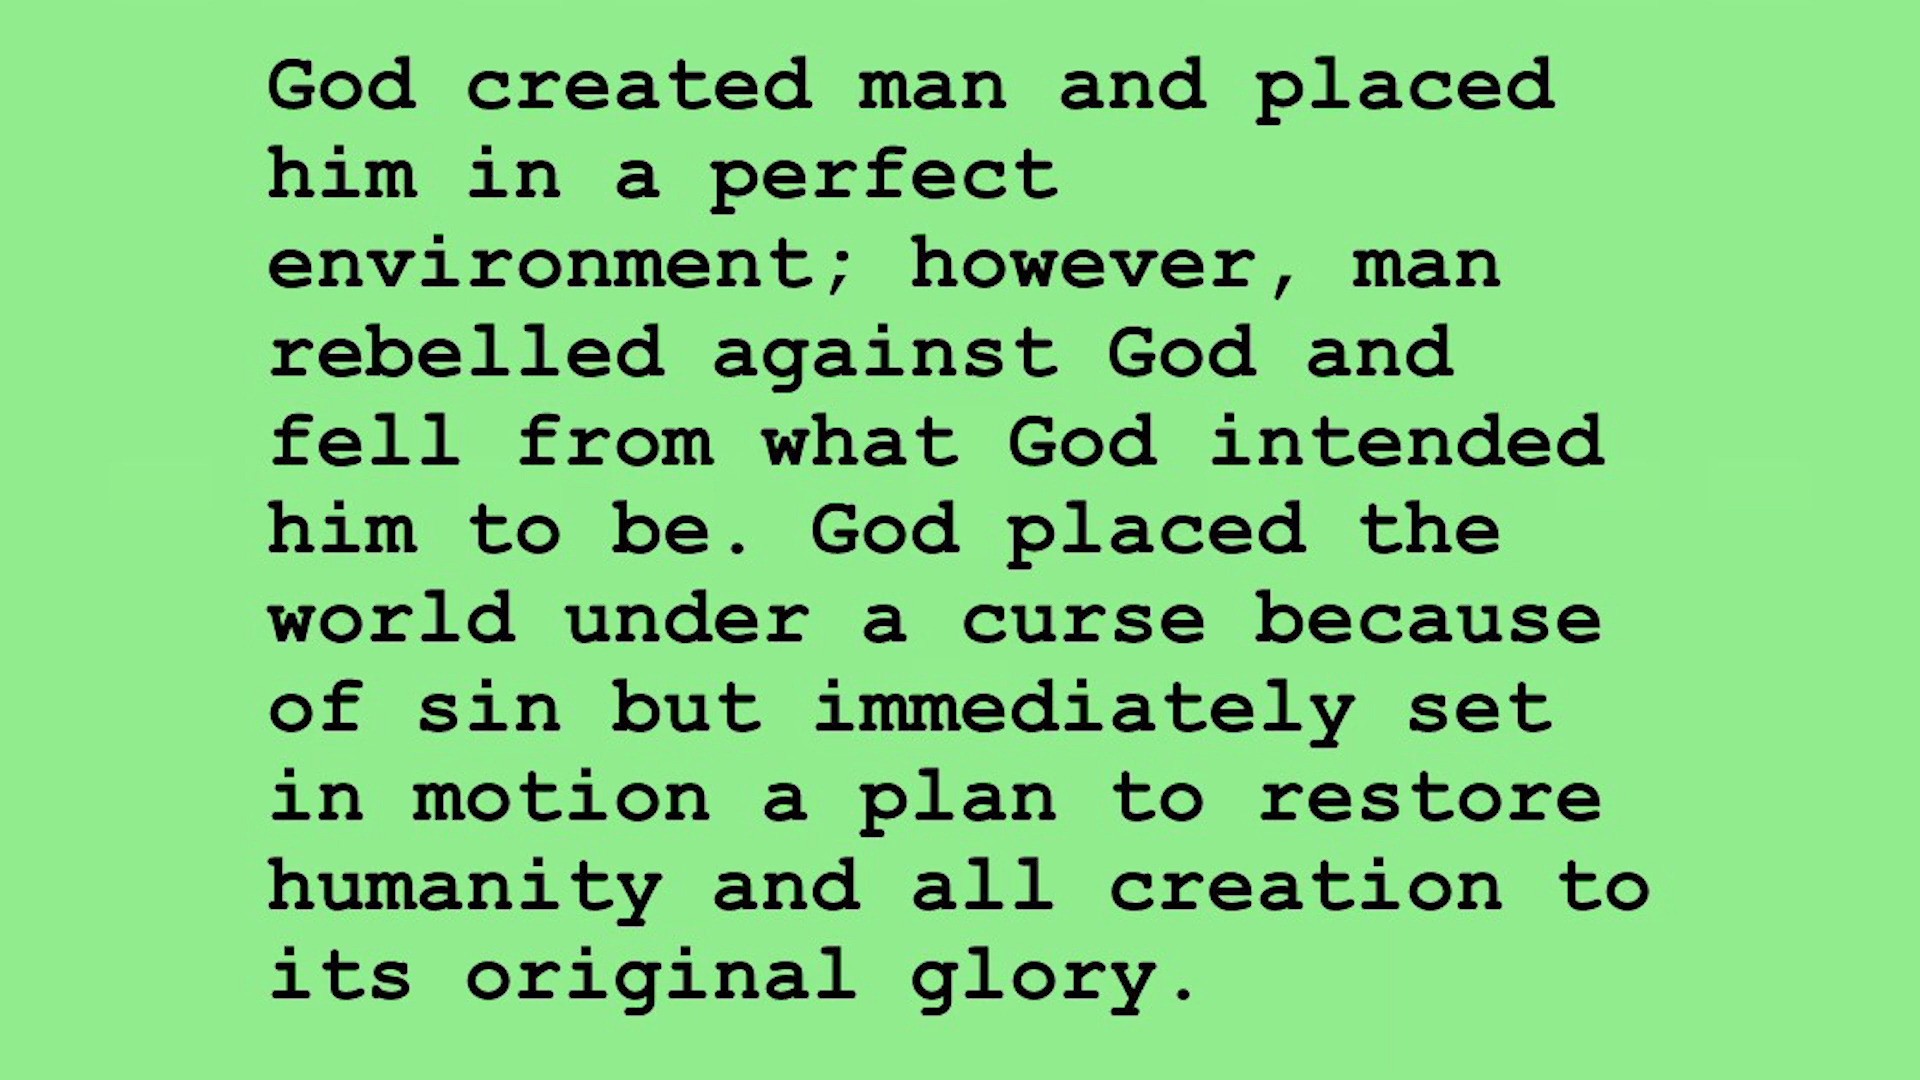 God created man and placed
him in a perfect
environment; however, man
rebelled against God and
fell from what God intended
him to be. God placed the
world under a curse because
of sin but immediately set
in motion a plan to restore
humanity and all creation to
its original glory.